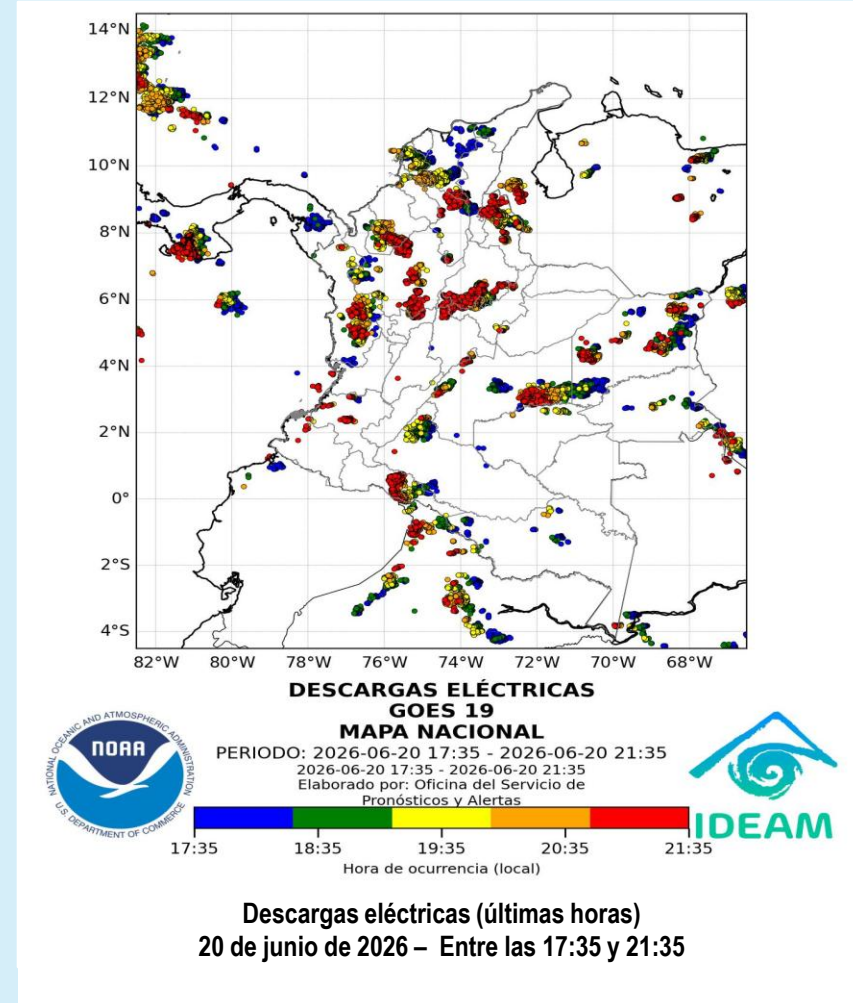 14°N
12°N
10°N
8°N
6°N
4°N
2°N
0°
2°S
4°S
82°W 80°W 78°W 76°W 74°W 72°W 70°W 68°W
DESCARGAS ELÉCTRICAS
GOES 19
MAPA NACIONAL
PERIODO: 2026-06-20 17:35 - 2026-06-20 21:35
2026-06-20 17:35 - 2026-06-20 21:35
Elaborado por: Oficina del Servicio de
Pronósticos y Alertas
NATIONAL OCEANIC AND ATMOSPHERIC ADMINISTRATION
NOAA
U.S. DEPARTMENT OF COMMERCE
IDEAM
17:35 18:35 19:35 20:35 21:35
Hora de ocurrencia (local)
Descargas eléctricas (últimas horas)
20 de junio de 2026 – Entre las 17:35 y 21:35